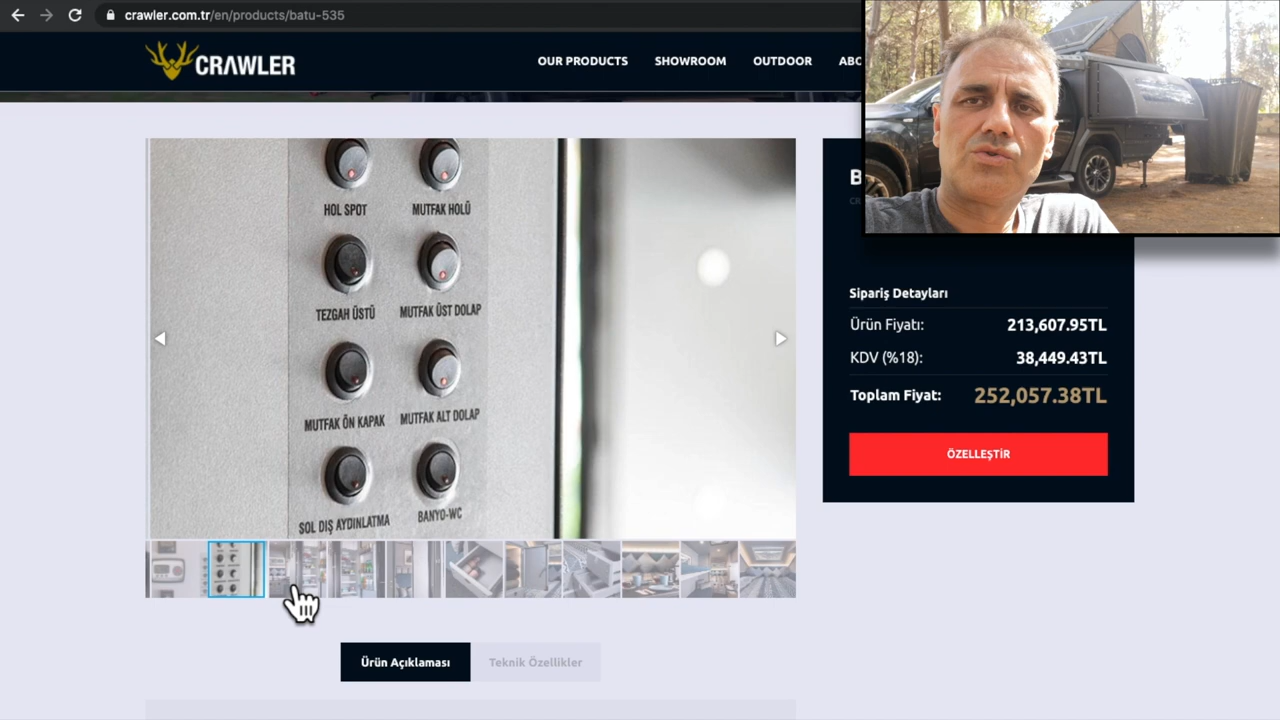 crawler.com.tr/en/products/batu-535
CRAWLER
OUR PRODUCTS
SHOWROOM
OUTDOOR
HOL SPOT
MUTFAK HOLÜ
TEZGAH ÜSTÜ
MUTFAK ÜST DOLAP
MUTFAK ÖN KAPAK
MUTFAK ALT DOLAP
SOL DIŞ AYDINLATMA
BANYO-WC
Sipariş Detayları
Ürün Fiyatı: 213,607.95TL
KDV (%18): 38,449.43TL
Toplam Fiyat: 252,057.38TL
ÖZELLEŞTİR
Ürün Açıklaması
Teknik Özellikler